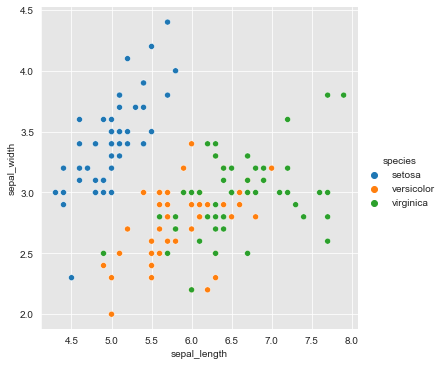 4.5
4.0
3.5
3.0
2.5
2.0
sepal_width
4.5 5.0 5.5 6.0 6.5 7.0 7.5 8.0
sepal_length
species
setosa
versicolor
virginica